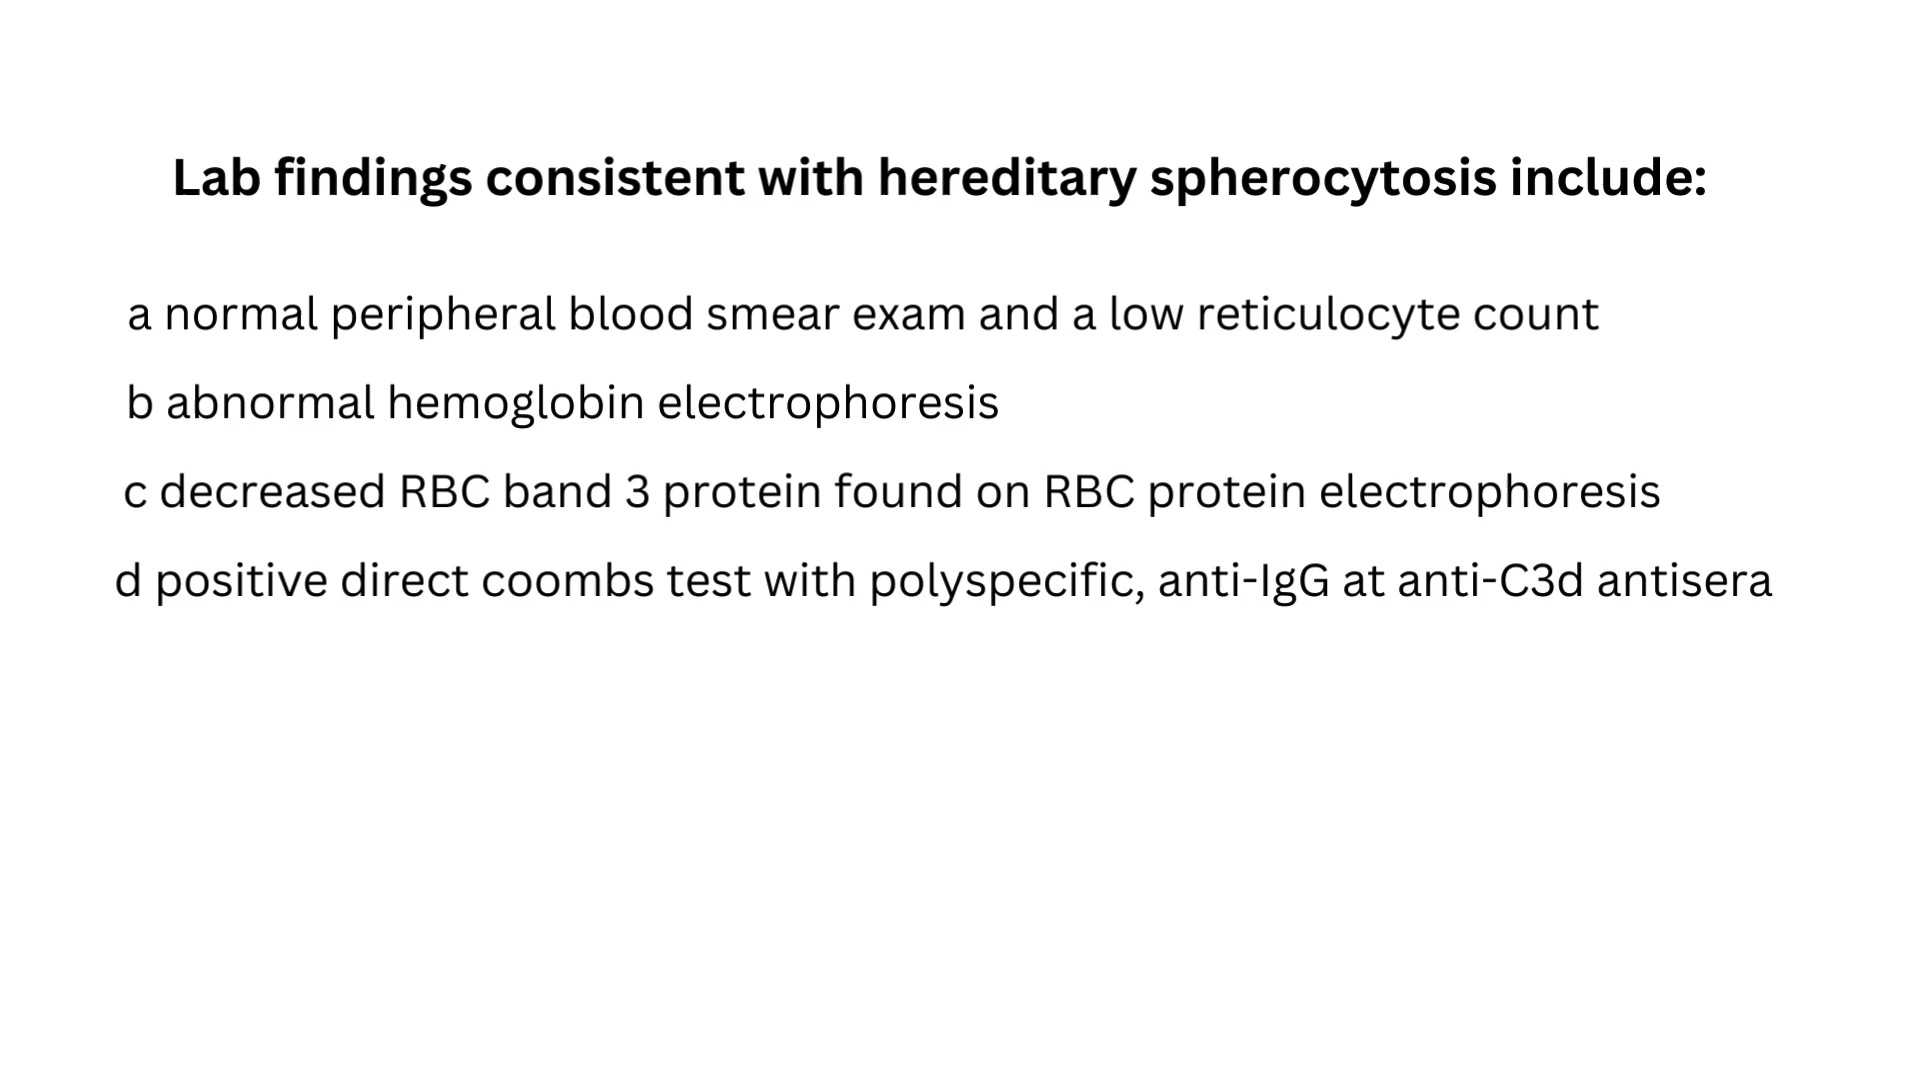 Lab findings consistent with hereditary spherocytosis include:
a normal peripheral blood smear exam and a low reticulocyte count
b abnormal hemoglobin electrophoresis
c decreased RBC band 3 protein found on RBC protein electrophoresis
d positive direct coombs test with polyspecific, anti-IgG at anti-C3d antisera